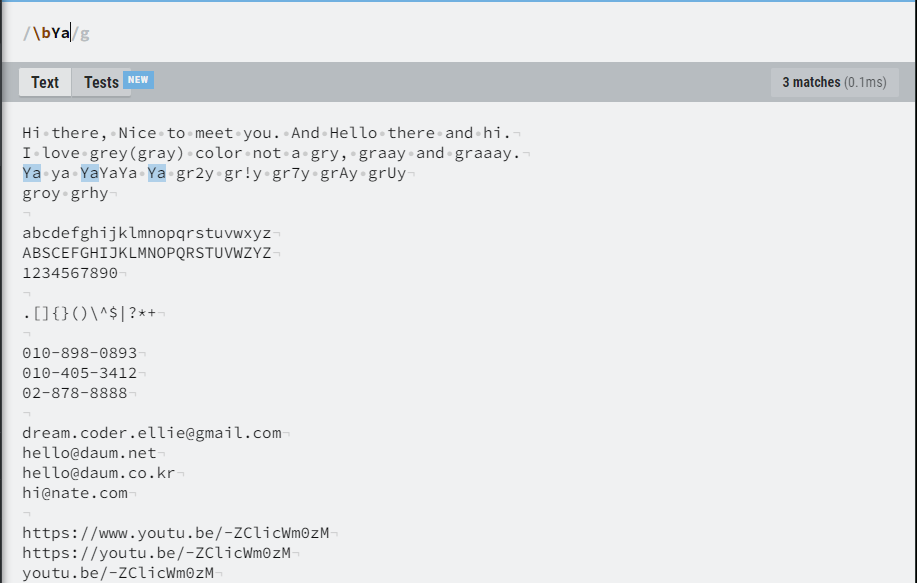 /\bYa/g
Text Tests NEW 3 matches (0.1ms)
Hi there, Nice to meet you. And Hello there and hi.
I love grey(gray) color not a gry, graay and graaay.
Ya ya YaYaYa Ya gr2y gr!y gr7y grAy grUy
groy grhy
abcdefghijklmnopqrstuvwxyz
ABSCEFGHIJKLMNOPQRSTUVWZYZ
1234567890
.[]{}()\^$|?*+
010-898-0893
010-405-3412
02-878-8888
dream.coder.ellie@gmail.com
hello@daum.net
hello@daum.co.kr
hi@nate.com
https://www.youtu.be/-ZClicWm0zM
https://youtu.be/-ZClicWm0zM
youtu.be/-ZClicWm0zM